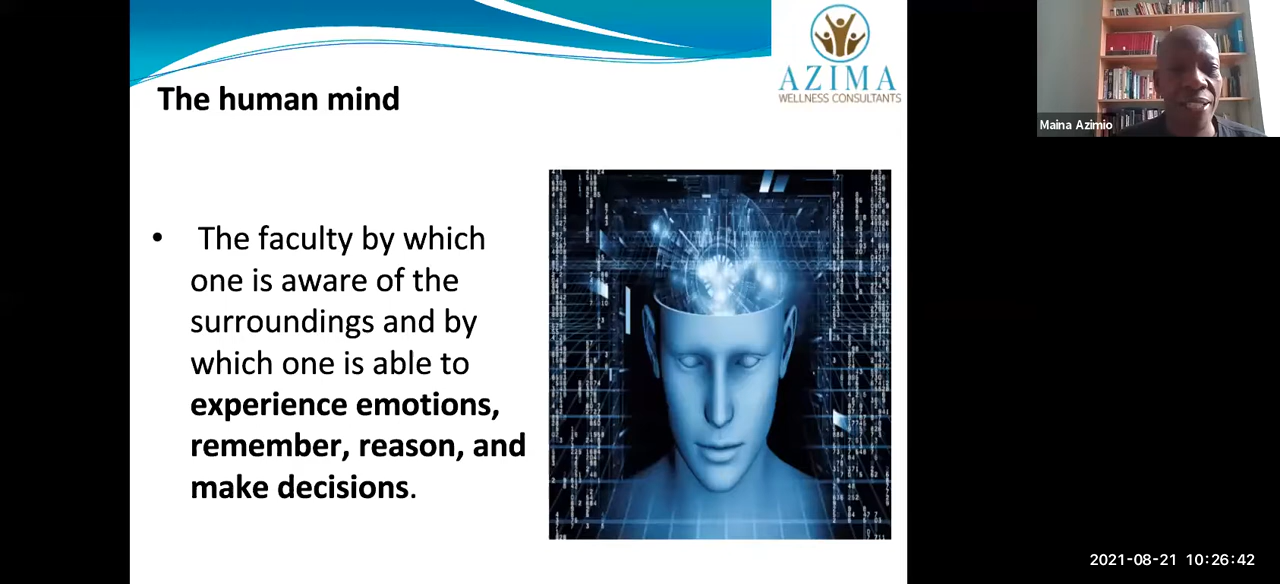 AZIMA
WELLNESS CONSULTANTS
The human mind
Maina Azimio
• The faculty by which
one is aware of the
surroundings and by
which one is able to
experience emotions,
remember, reason, and
make decisions.
2021-08-21 10:26:42